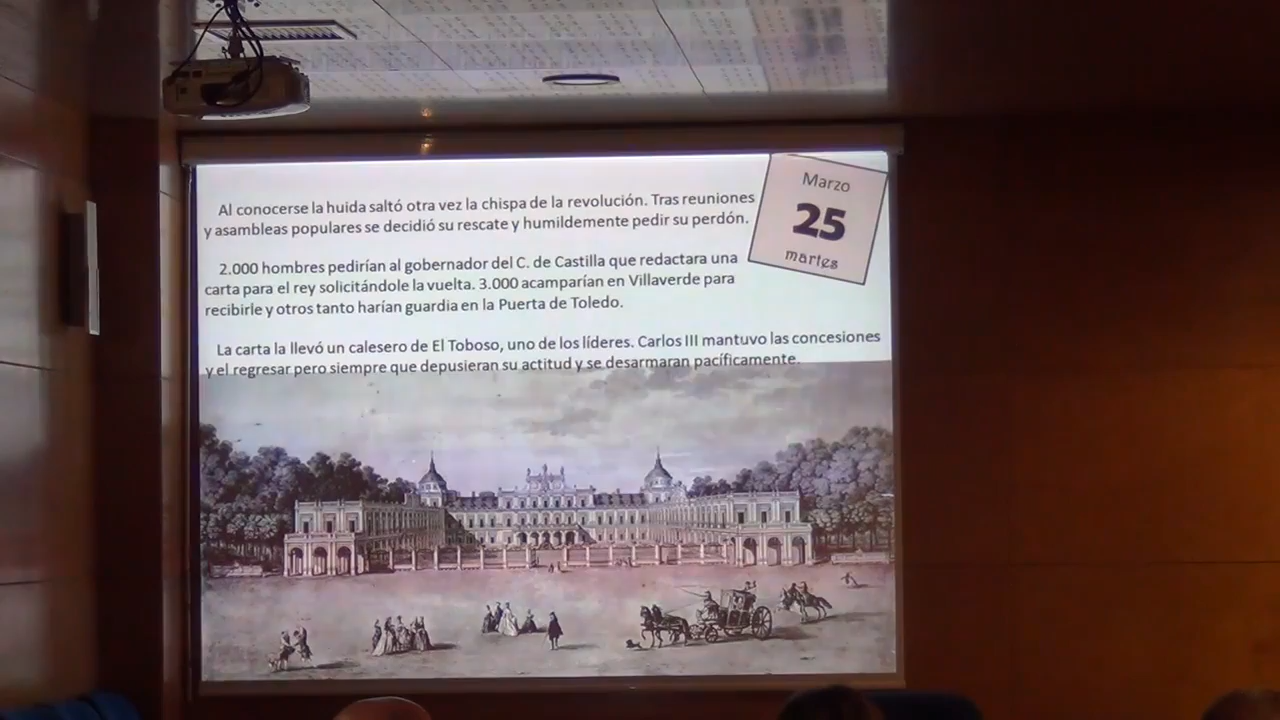 Al conocerse la huida saltó otra vez la chispa de la revolución. Tras reuniones
y asambleas populares se decidió su rescate y humildemente pedir su perdón.
2.000 hombres pedirían al gobernador del C. de Castilla que redactara una
carta para el rey solicitándole la vuelta. 3.000 acamparían en Villaverde para
recibirle y otros tanto harían guardia en la Puerta de Toledo.
La carta la llevó un calesero de El Toboso, uno de los líderes. Carlos III mantuvo las concesiones
y el regresar pero siempre que depusieran su actitud y se desarmaran pacíficamente.
Marzo
25
martes